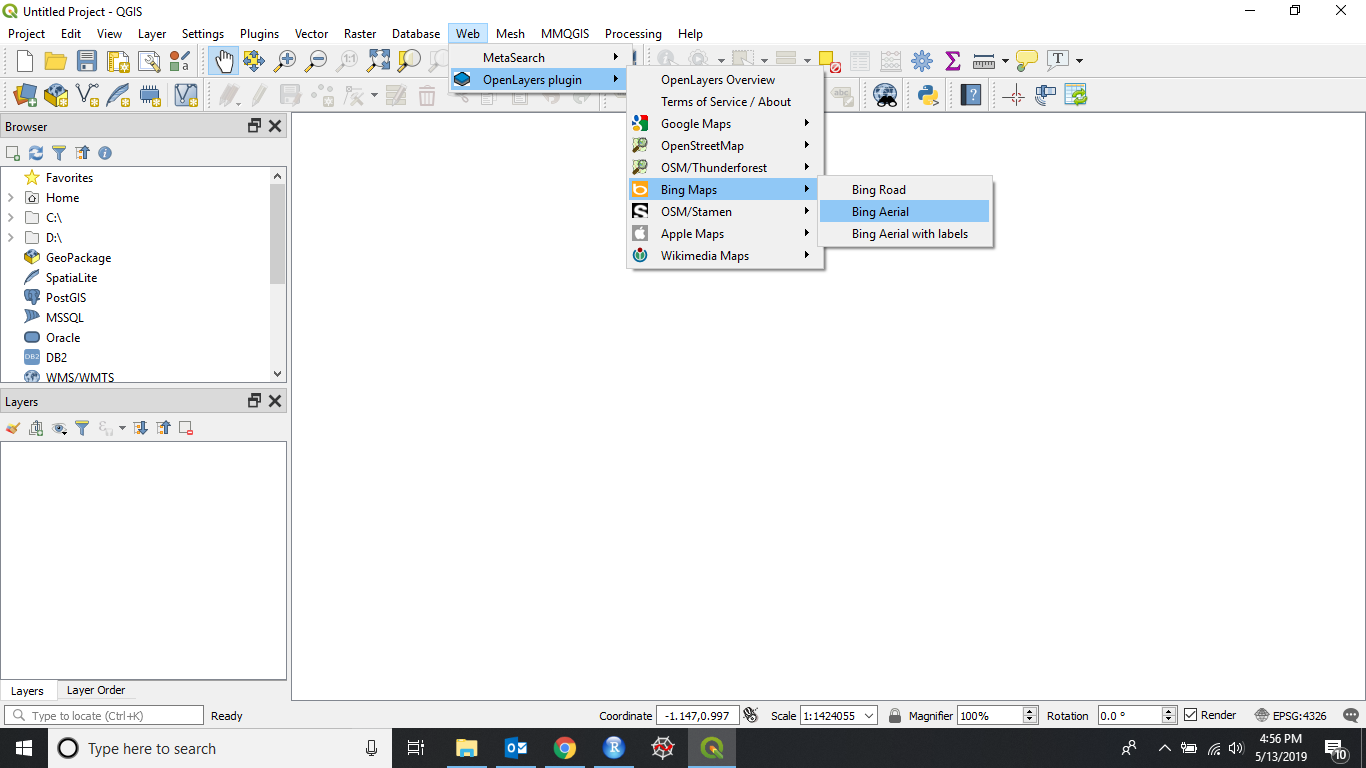 Untitled Project - QGIS
Project Edit View Layer Settings Plugins Vector Raster Database Web Mesh MMQGIS Processing Help
MetaSearch
OpenLayers plugin
OpenLayers Overview
Terms of Service / About
Google Maps
OpenStreetMap
OSM/Thunderforest
Bing Maps
OSM/Stamen
Apple Maps
Wikimedia Maps
Bing Road
Bing Aerial
Bing Aerial with labels
Browser
Favorites
Home
C:\
D:\
GeoPackage
SpatiaLite
PostGIS
MSSQL
Oracle
DB2 DB2
WMS/WMTS
Layers
Layers Layer Order
Type to locate (Ctrl+K) Ready Coordinate -1.147,0.997 Scale 1:1424055 Magnifier 100% Rotation 0.0 ° Render EPSG:4326
Type here to search
4:56 PM
5/13/2019
10